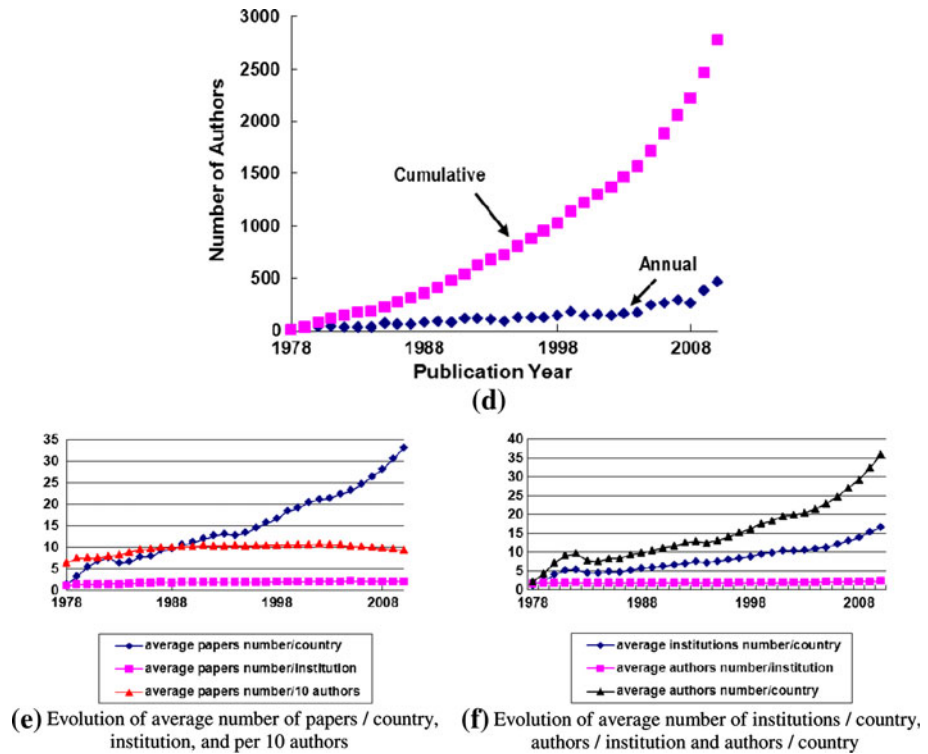 3000
2500
2000
1500
1000
500
0
Number of Authors
Cumulative
Annual
1978 1988 1998 2008
Publication Year
(d)
35
30
25
20
15
10
5
0
1978 1988 1998 2008
average papers number/country
average papers number/institution
average papers number/10 authors
(e) Evolution of average number of papers / country,
institution, and per 10 authors
40
35
30
25
20
15
10
5
0
1978 1988 1998 2008
average institutions number/country
average authors number/institution
average authors number/country
(f) Evolution of average number of institutions / country,
authors / institution and authors / country